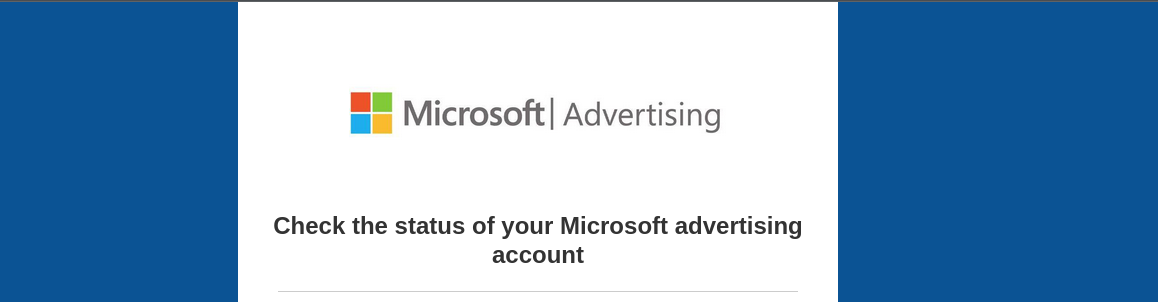 Microsoft | Advertising
Check the status of your Microsoft advertising
account